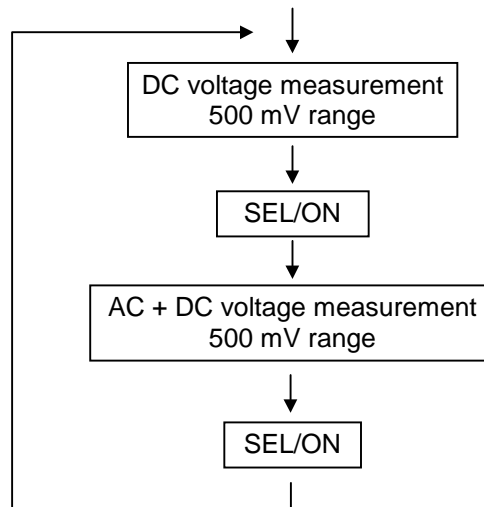 DC voltage measurement
500 mV range
SEL/ON
AC + DC voltage measurement
500 mV range
SEL/ON